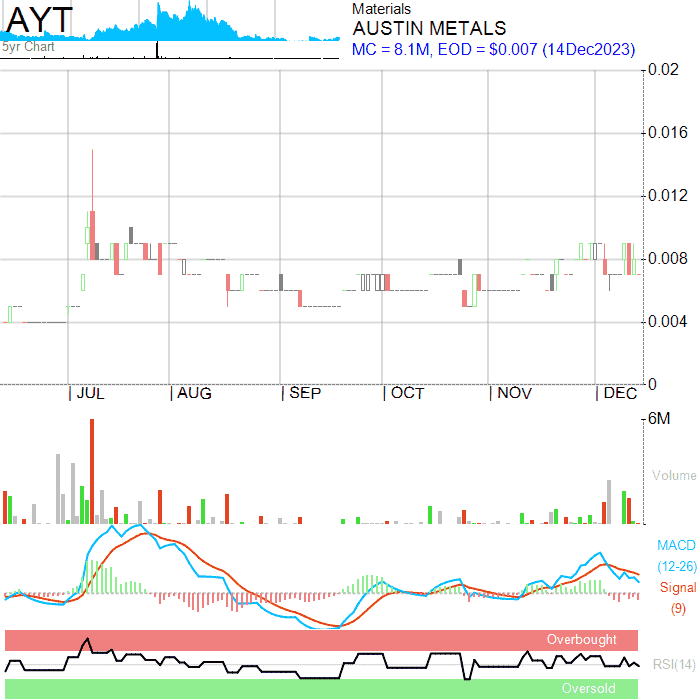 AYT
5yr Chart
Materials
AUSTIN METALS
MC = 8.1M, EOD = $0.007 (14Dec2023)
0.02
0.016
0.012
0.008
0.004
0
JUL AUG SEP OCT NOV DEC
6M
Volume
MACD
(12-26)
Signal
(9)
Overbought
RSI(14)
Oversold